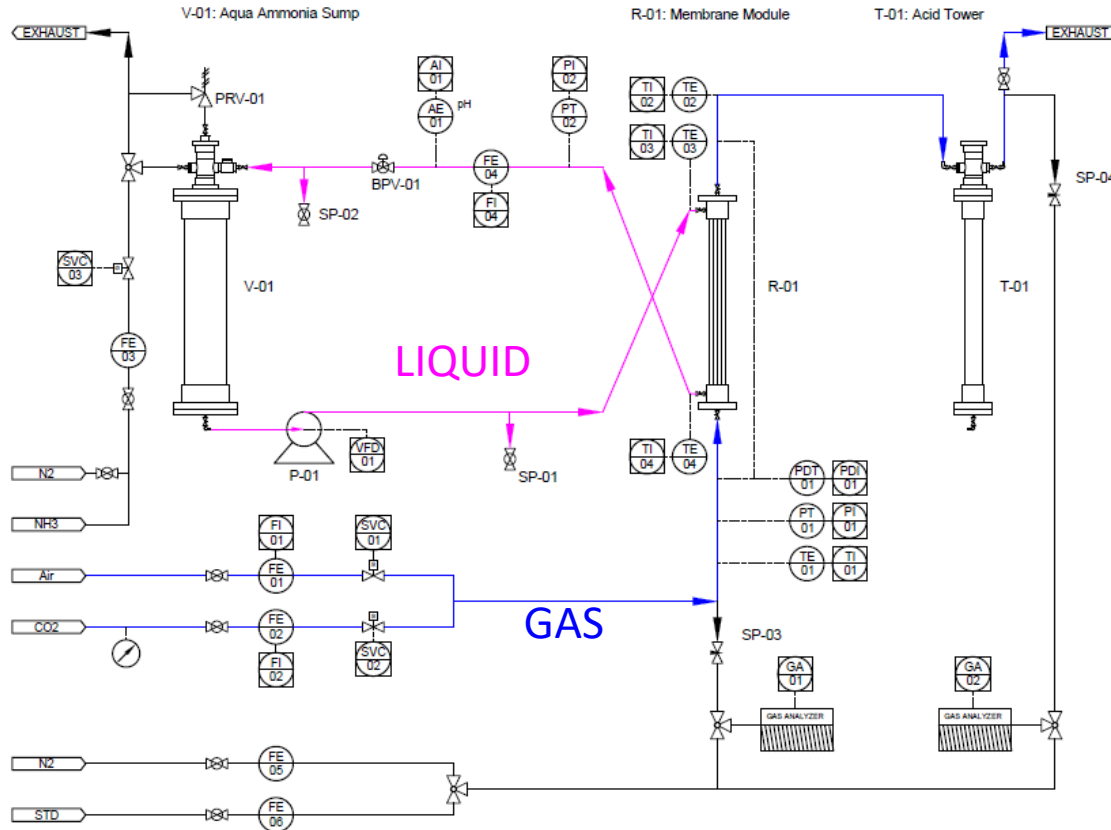 V-01: Aqua Ammonia Sump
R-01: Membrane Module
T-01: Acid Tower
EXHAUST
EXHAUST
PRV-01
AI
01
AE
01
pH
PI
02
PT
02
TI
02
TE
02
TI
03
TE
03
FE
04
FI
04
BPV-01
SP-02
SP-04
SVC
03
V-01
R-01
T-01
FE
03
LIQUID
VFD
01
P-01
SP-01
TI
04
TE
04
N2
NH3
PDT
01
PDI
01
PT
01
PI
01
TE
01
TI
01
FI
01
SVC
01
Air
FE
01
CO2
FE
02
FI
02
SVC
02
GAS
SP-03
GA
01
GA
02
GAS ANALYZER
GAS ANALYZER
N2
FE
05
STD
FE
06